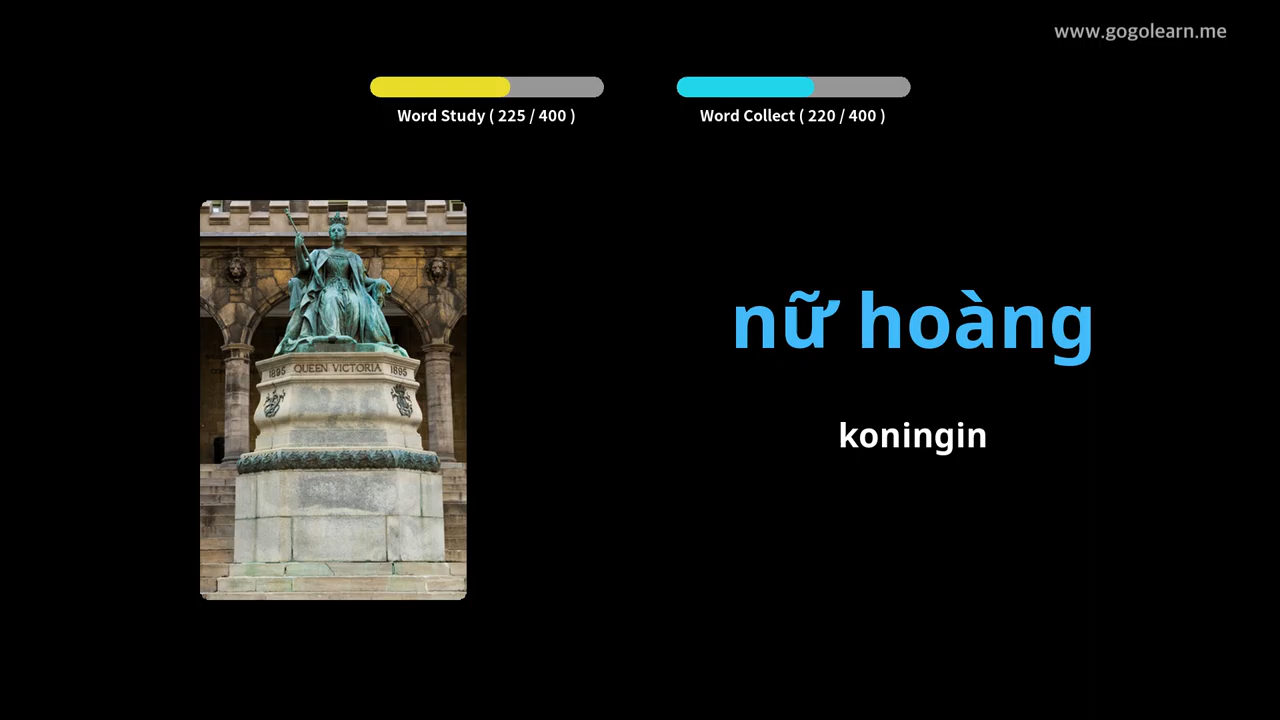 www.gogolearn.me
Word Study ( 225 / 400 )
Word Collect ( 220 / 400 )
1895 QUEEN VICTORIA 1895
nữ hoàng
koningin